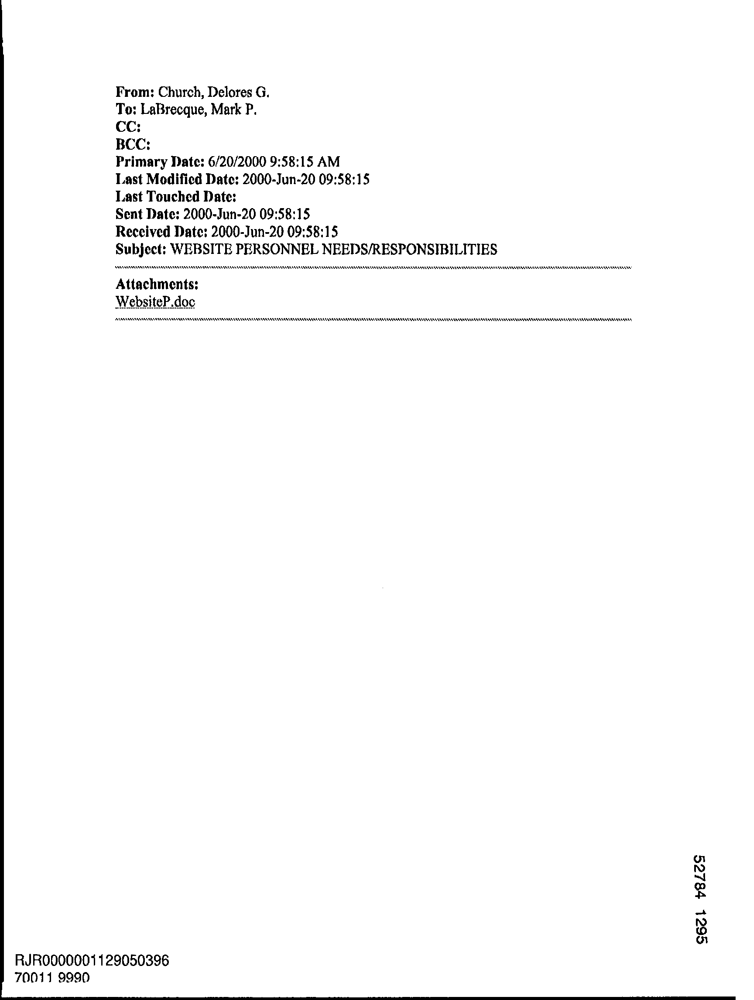 From: Church, Delores G.
To: LaBrecque, Mark P.
CC:
BCC:
Primary Date: 6/20/2000 9:58:15 AM
Last Modified Date: 2000-Jun-20 09:58:15
Last Touched Date:
Sent Date: 2000-Jun-20 09:58:15
Received Date: 2000-Jun-20 09:58:15
Subject: WEBSITE PERSONNEL NEEDS/RESPONSIBILITIES
Attachments:
WebsiteP.doc
52784 1295
RJR0000001129050396
70011 9990